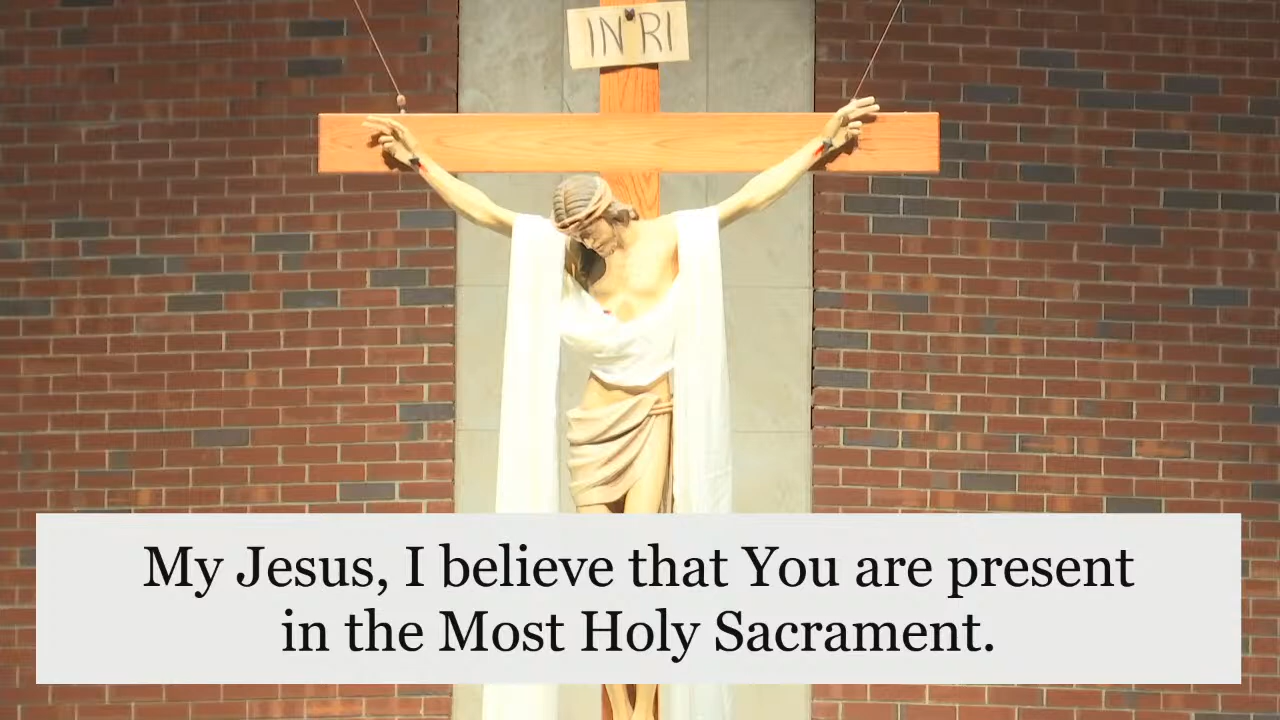 INRI
My Jesus, I believe that You are present
in the Most Holy Sacrament.